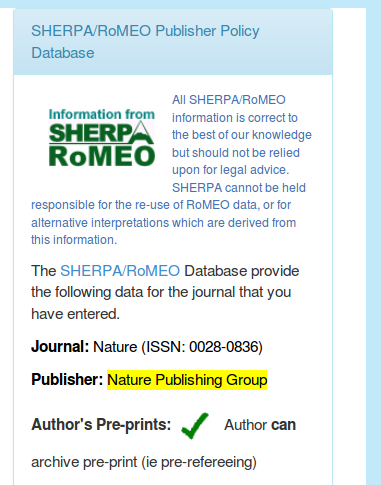 SHERPA/RoMEO Publisher Policy
Database
Information from
SHERPA
RoMEO
All SHERPA/RoMEO
information is correct to
the best of our knowledge
but should not be relied
upon for legal advice.
SHERPA cannot be held
responsible for the re-use of RoMEO data, or for
alternative interpretations which are derived from
this information.
The SHERPA/RoMEO Database provide
the following data for the journal that you
have entered.
Journal: Nature (ISSN: 0028-0836)
Publisher: Nature Publishing Group
Author's Pre-prints: Author can
archive pre-print (ie pre-refereeing)